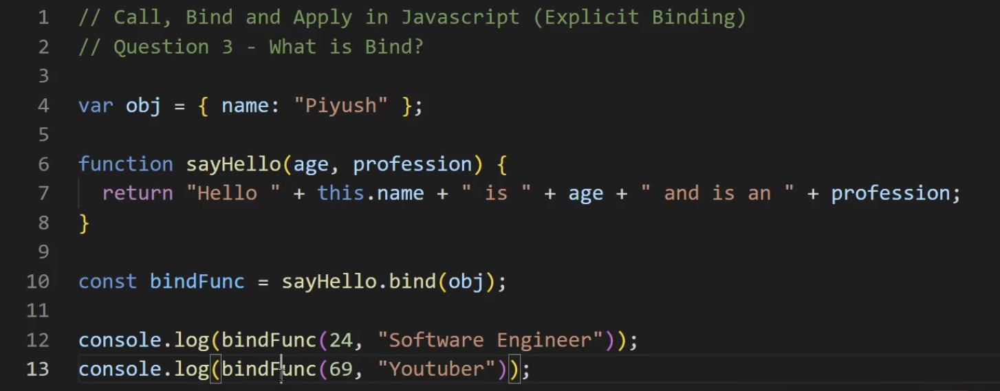 1 // Call, Bind and Apply in Javascript (Explicit Binding)
2 // Question 3 - What is Bind?
3
4 var obj = { name: "Piyush" };
5
6 function sayHello(age, profession) {
7 return "Hello " + this.name + " is " + age + " and is an " + profession;
8 }
9
10 const bindFunc = sayHello.bind(obj);
11
12 console.log(bindFunc(24, "Software Engineer"));
13 console.log(bindFunc(69, "Youtuber"));